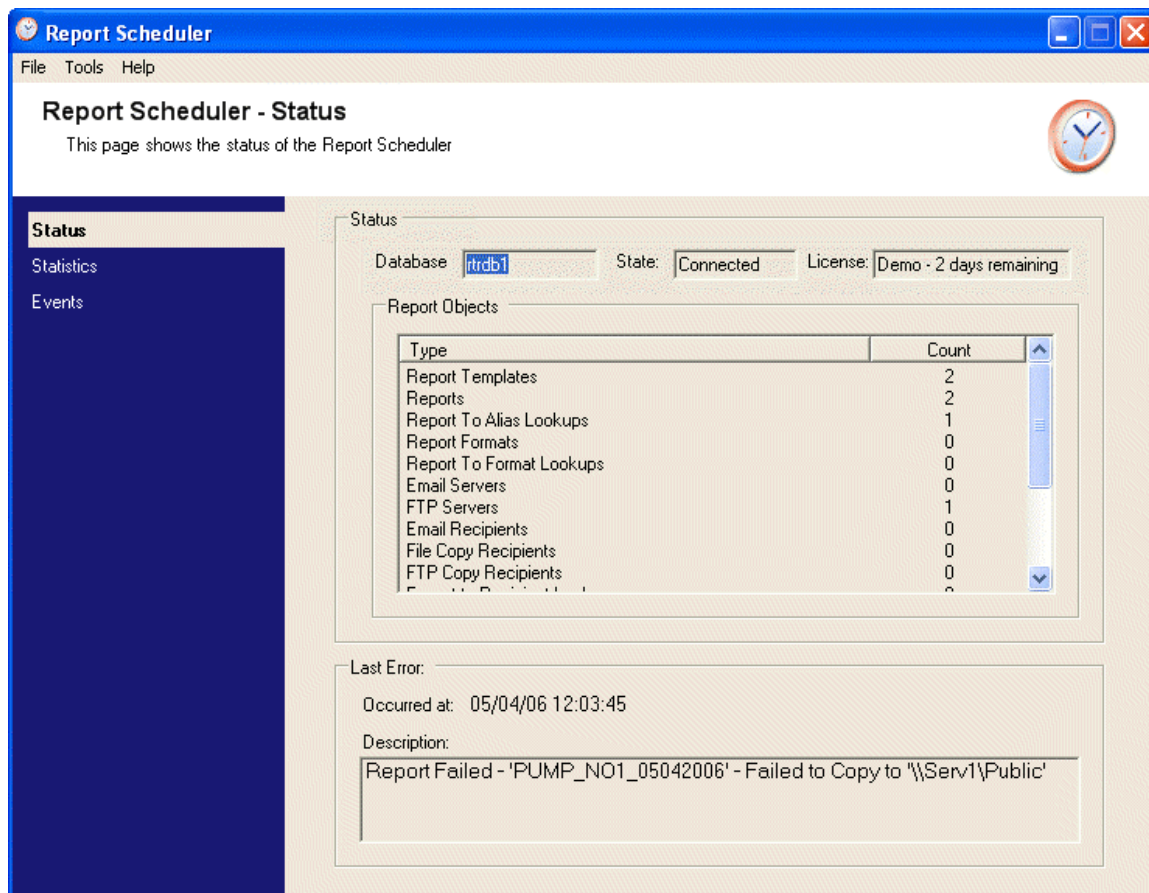 Report Scheduler
File Tools Help
Report Scheduler - Status
This page shows the status of the Report Scheduler
Status
Statistics
Events
Status
Database rtrdb1 State: Connected License: Demo - 2 days remaining
Report Objects
Type Count
Report Templates 2
Reports 2
Report To Alias Lookups 1
Report Formats 0
Report To Format Lookups 0
Email Servers 0
FTP Servers 1
Email Recipients 0
File Copy Recipients 0
FTP Copy Recipients 0
Last Error:
Occurred at: 05/04/06 12:03:45
Description:
Report Failed - 'PUMP_NO1_05042006' - Failed to Copy to '\\Serv1\Public'